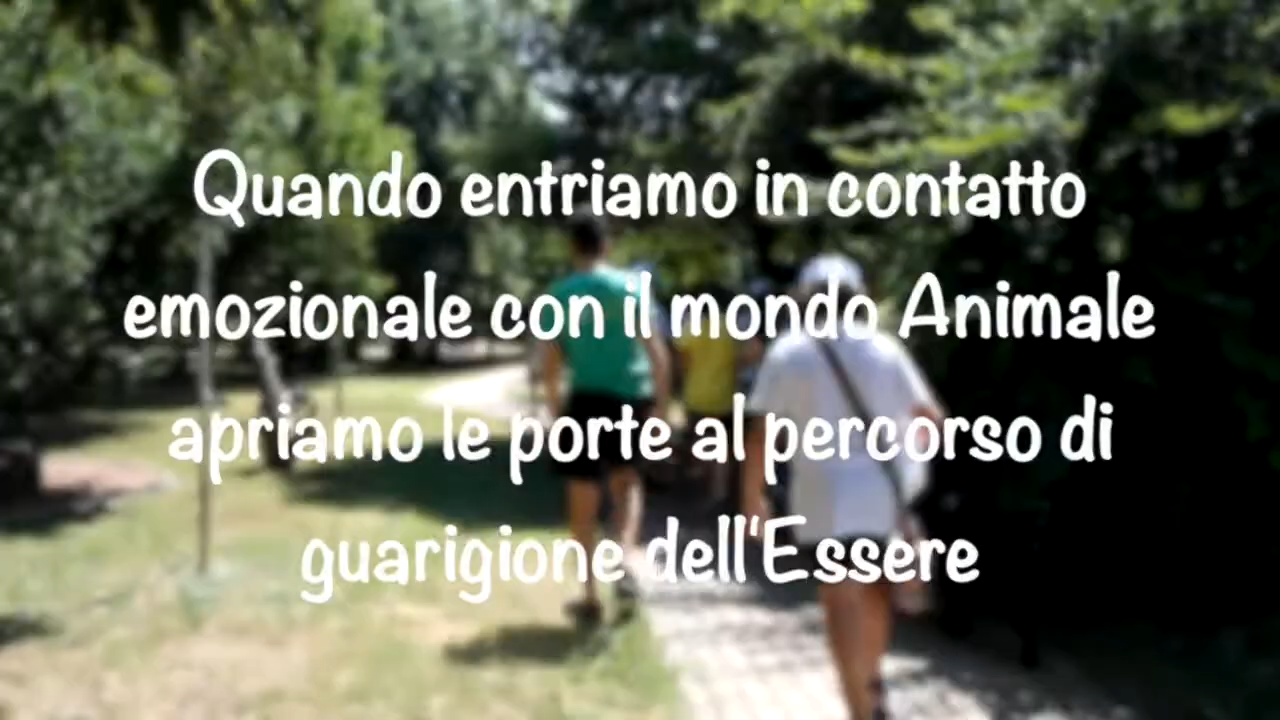 Quando entriamo in contatto
emozionale con il mondo Animale
apriamo le porte al percorso di
guarigione dell'Essere